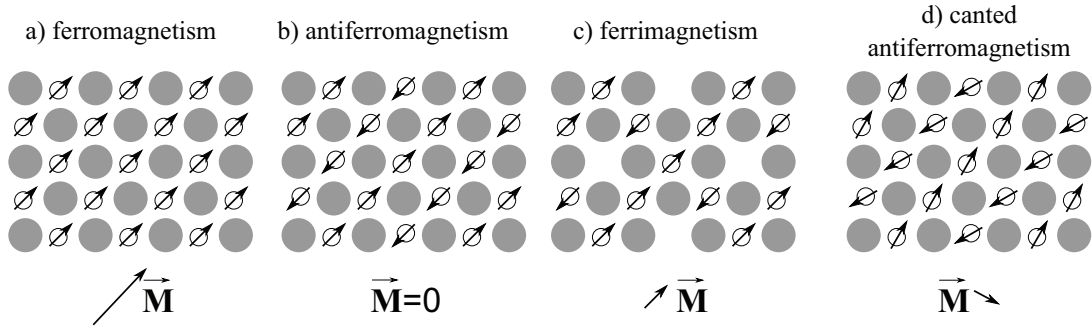 a) ferromagnetism
b) antiferromagnetism
c) ferrimagnetism
d) canted
antiferromagnetism
M
M=0
M
M